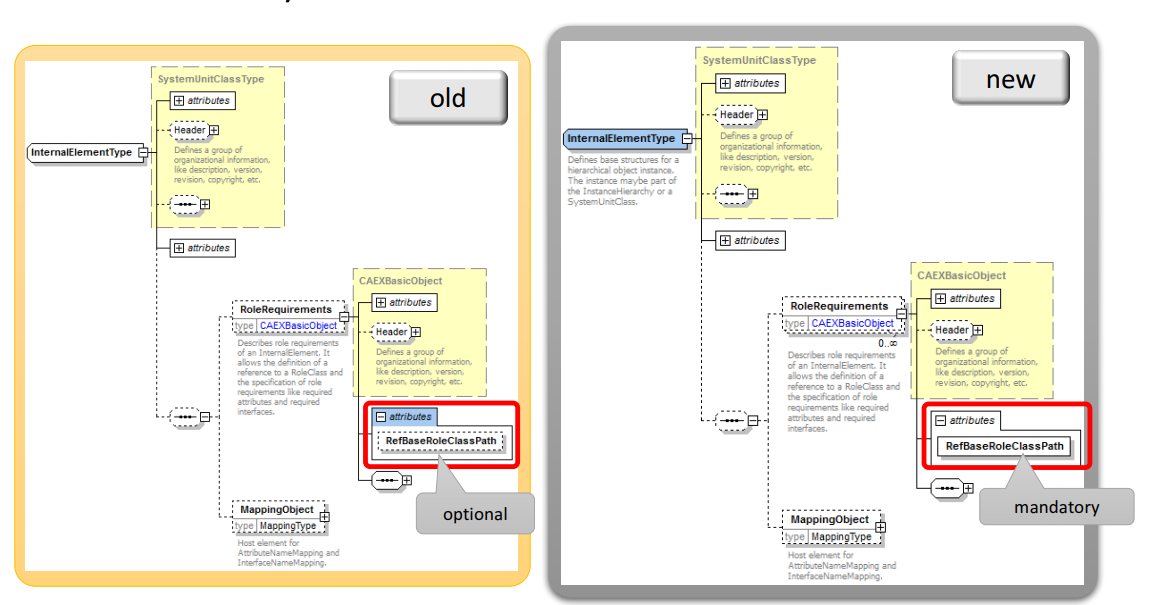 old
SystemUnitClassType
attributes
Header
Defines a group of
organizational information,
like description, version,
revision, copyright, etc.
InternalElementType
attributes
CAEXBasicObject
attributes
RoleRequirements
type CAEXBasicObject
Header
Describes role requirements
of an InternalElement. It
allows the definition of a
reference to a RoleClass and
the specification of role
requirements like required
attributes and required
interfaces.
Defines a group of
organizational information,
like description, version,
revision, copyright, etc.
attributes
RefBaseRoleClassPath
optional
MappingObject
type MappingType
Host element for
AttributeNameMapping and
InterfaceNameMapping.
new
SystemUnitClassType
attributes
Header
Defines a group of
organizational information,
like description, version,
revision, copyright, etc.
InternalElementType
Defines base structures for a
hierarchical object instance.
The instance maybe part of
the InstanceHierarchy or a
SystemUnitClass.
attributes
CAEXBasicObject
attributes
RoleRequirements
type CAEXBasicObject
0..∞
Header
Describes role requirements
of an InternalElement. It
allows the definition of a
reference to a RoleClass and
the specification of role
requirements like required
attributes and required
interfaces.
Defines a group of
organizational information,
like description, version,
revision, copyright, etc.
attributes
RefBaseRoleClassPath
mandatory
MappingObject
type MappingType
Host element for
AttributeNameMapping and
InterfaceNameMapping.